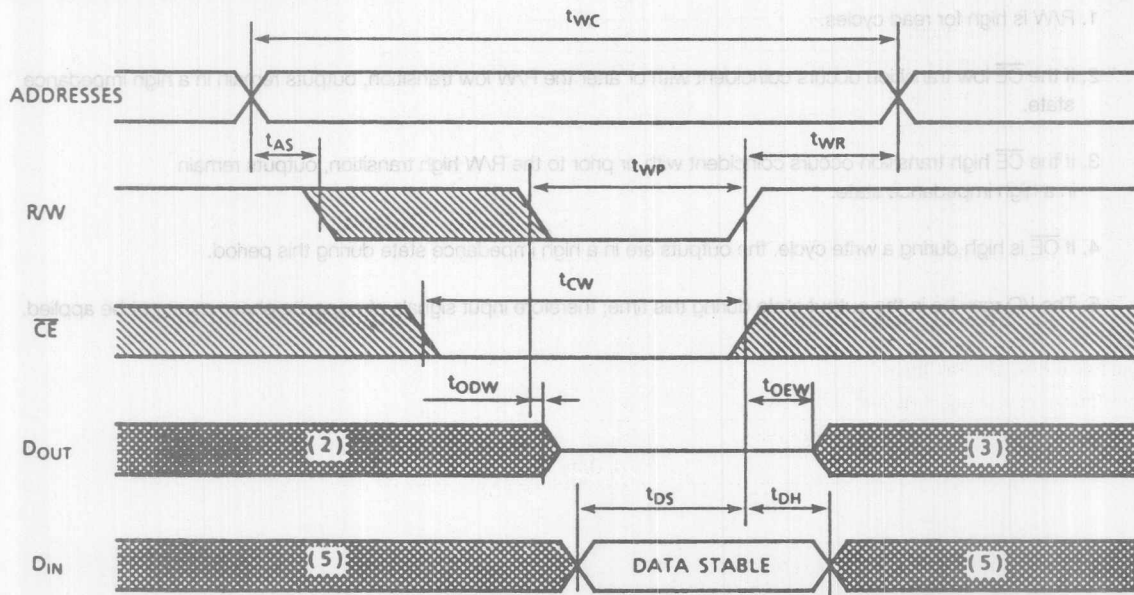 1. R/W is high for read cycles.
tWC
2. If the CE low transition occurs coincident with or after the R/W low transition, outputs remain in a high impedance
state.
ADDRESSES
tAS
tWR
3. If the CE high transition occurs coincident with or prior to the R/W high transition, outputs remain
in a high impedance state.
tWP
R/W
4. If OE is high during a write cycle, the outputs are in a high impedance state during this period.
tCW
5. The I/O may be in the output state during this time; therefore input signals be applied.
CE
tODW
tOEW
DOUT
(2)
(3)
tDS
tDH
DIN
(5)
DATA STABLE
(5)